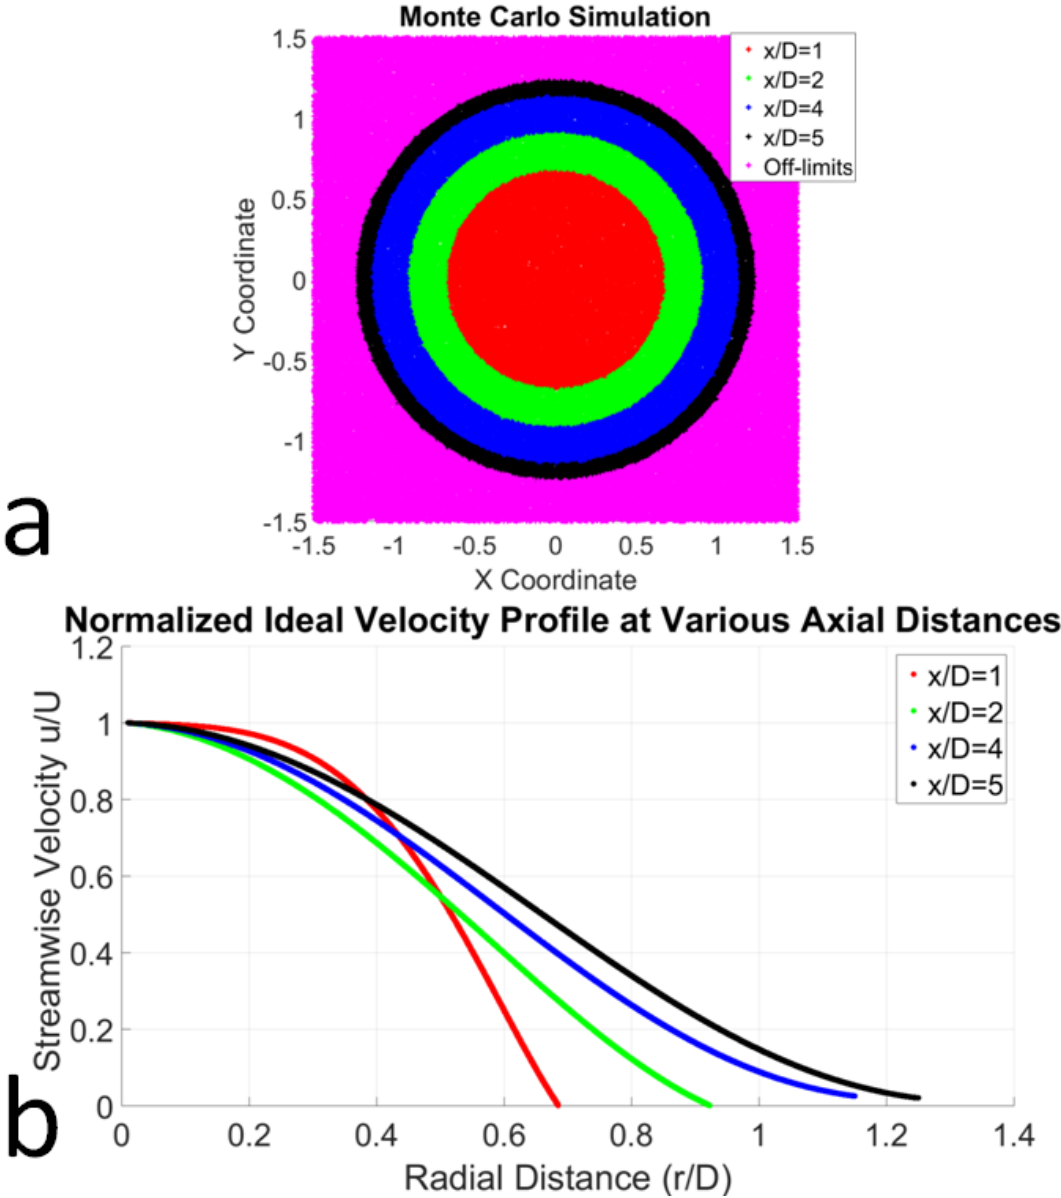 Monte Carlo Simulation
x/D=1
x/D=2
x/D=4
x/D=5
Off-limits
1.5
1
0.5
0
-0.5
-1
-1.5
Y Coordinate
-1.5 -1 -0.5 0 0.5 1 1.5
X Coordinate
a
Normalized Ideal Velocity Profile at Various Axial Distances
x/D=1
x/D=2
x/D=4
x/D=5
1.2
1
0.8
0.6
0.4
0.2
0
Streamwise Velocity u/U
0 0.2 0.4 0.6 0.8 1 1.2 1.4
Radial Distance (r/D)
b